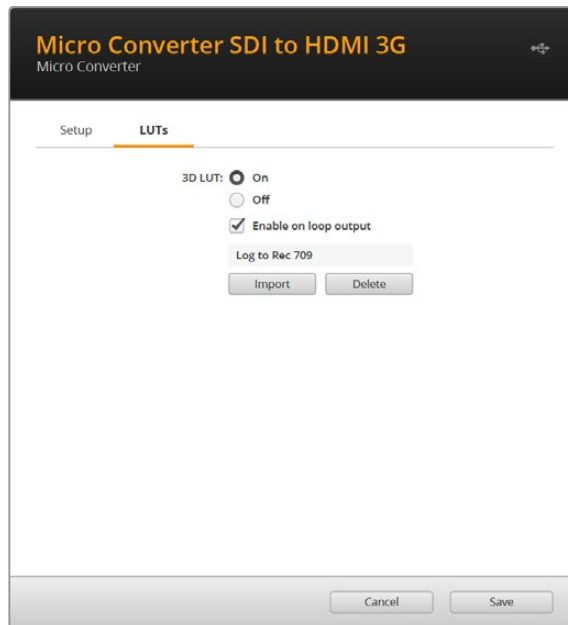 Micro Converter SDI to HDMI 3G
Micro Converter
Setup LUTs
3D LUT: On
Off
Enable on loop output
Log to Rec 709
Import Delete
Cancel Save